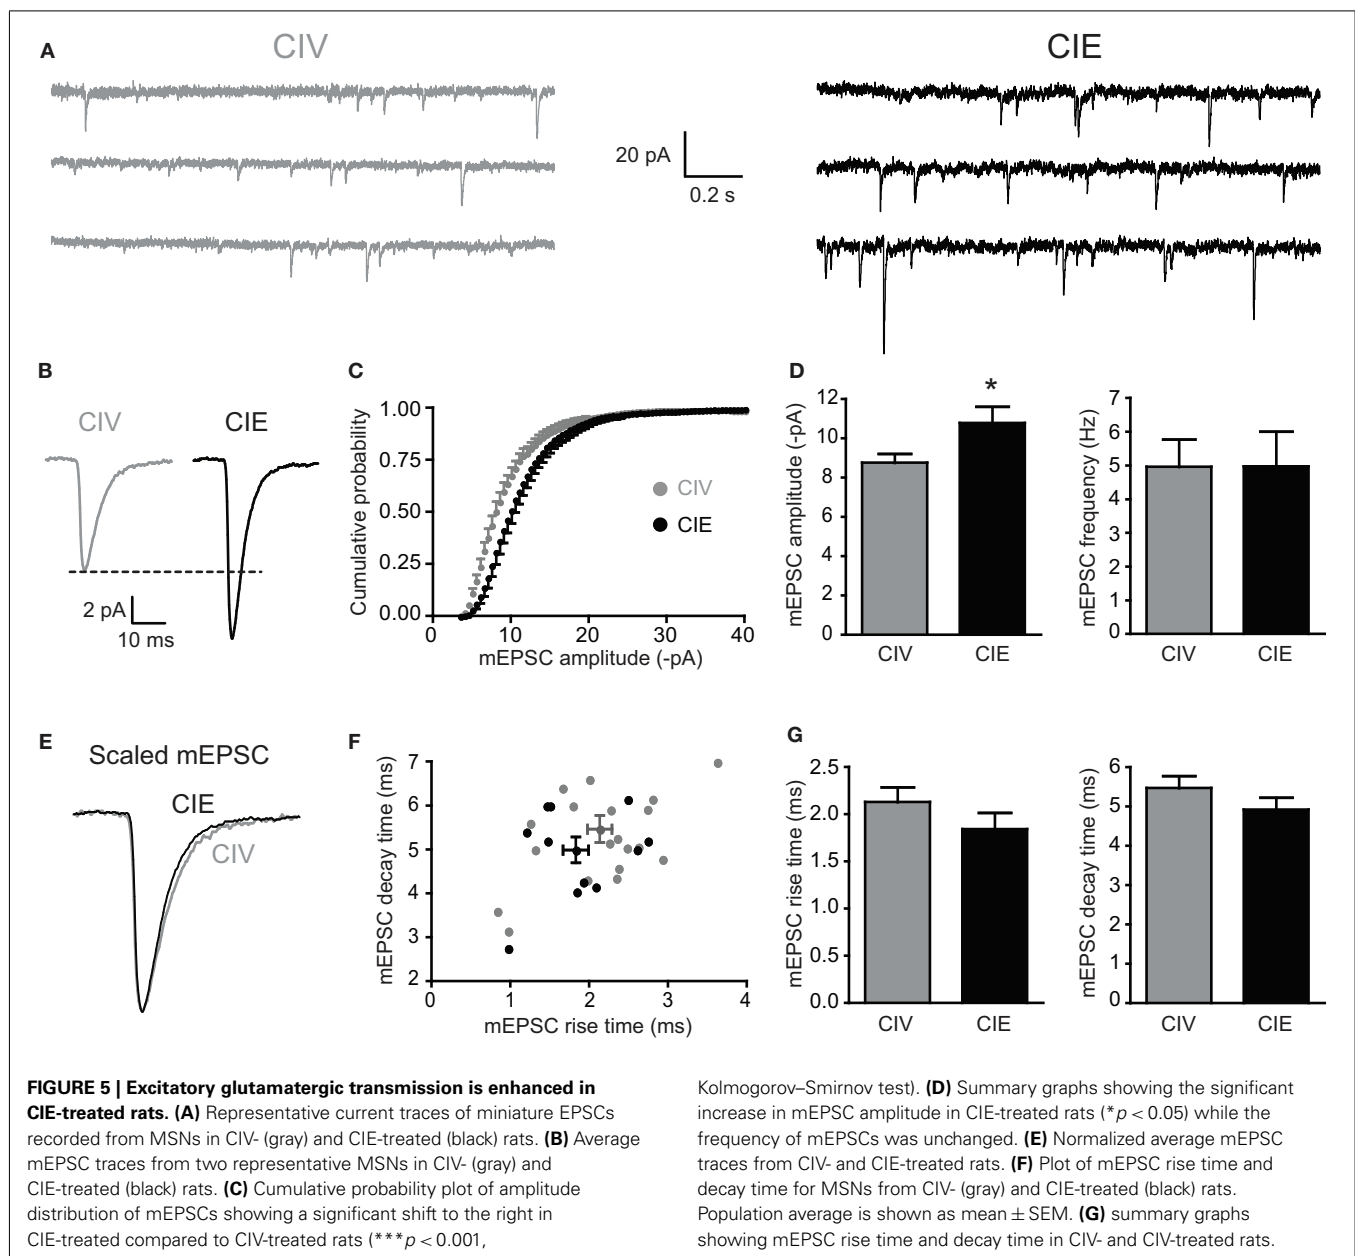 A
CIV
CIE
20 pA
0.2 s
B
CIV
CIE
2 pA
10 ms
C
Cumulative probability
1.00
0.75
0.50
0.25
0.00
0
10
20
30
40
mEPSC amplitude (-pA)
CIV
CIE
D
mEPSC amplitude (-pA)
12
10
8
6
4
2
0
*
CIV
CIE
mEPSC frequency (Hz)
7
6
5
4
3
2
1
0
CIV
CIE
E
Scaled mEPSC
CIE
CIV
F
mEPSC decay time (ms)
7
6
5
4
3
2
0
1
2
3
4
mEPSC rise time (ms)
G
mEPSC rise time (ms)
2.5
2.0
1.5
1.0
0.5
0.0
CIV
CIE
mEPSC decay time (ms)
6
5
4
3
2
1
0
CIV
CIE
FIGURE 5 | Excitatory glutamatergic transmission is enhanced in
CIE-treated rats. (A) Representative current traces of miniature EPSCs
recorded from MSNs in CIV- (gray) and CIE-treated (black) rats. (B) Average
mEPSC traces from two representative MSNs in CIV- (gray) and
CIE-treated (black) rats. (C) Cumulative probability plot of amplitude
distribution of mEPSCs showing a significant shift to the right in
CIE-treated compared to CIV-treated rats (***p < 0.001,
Kolmogorov–Smirnov test). (D) Summary graphs showing the significant
increase in mEPSC amplitude in CIE-treated rats (*p < 0.05) while the
frequency of mEPSCs was unchanged. (E) Normalized average mEPSC
traces from CIV- and CIE-treated rats. (F) Plot of mEPSC rise time and
decay time for MSNs from CIV- (gray) and CIE-treated (black) rats.
Population average is shown as mean ± SEM. (G) summary graphs
showing mEPSC rise time and decay time in CIV- and CIV-treated rats.